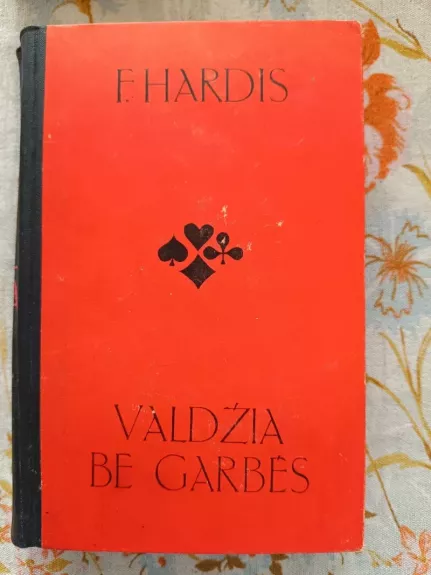 F. HARDIS
VALDŽIA
BE GARBĖS